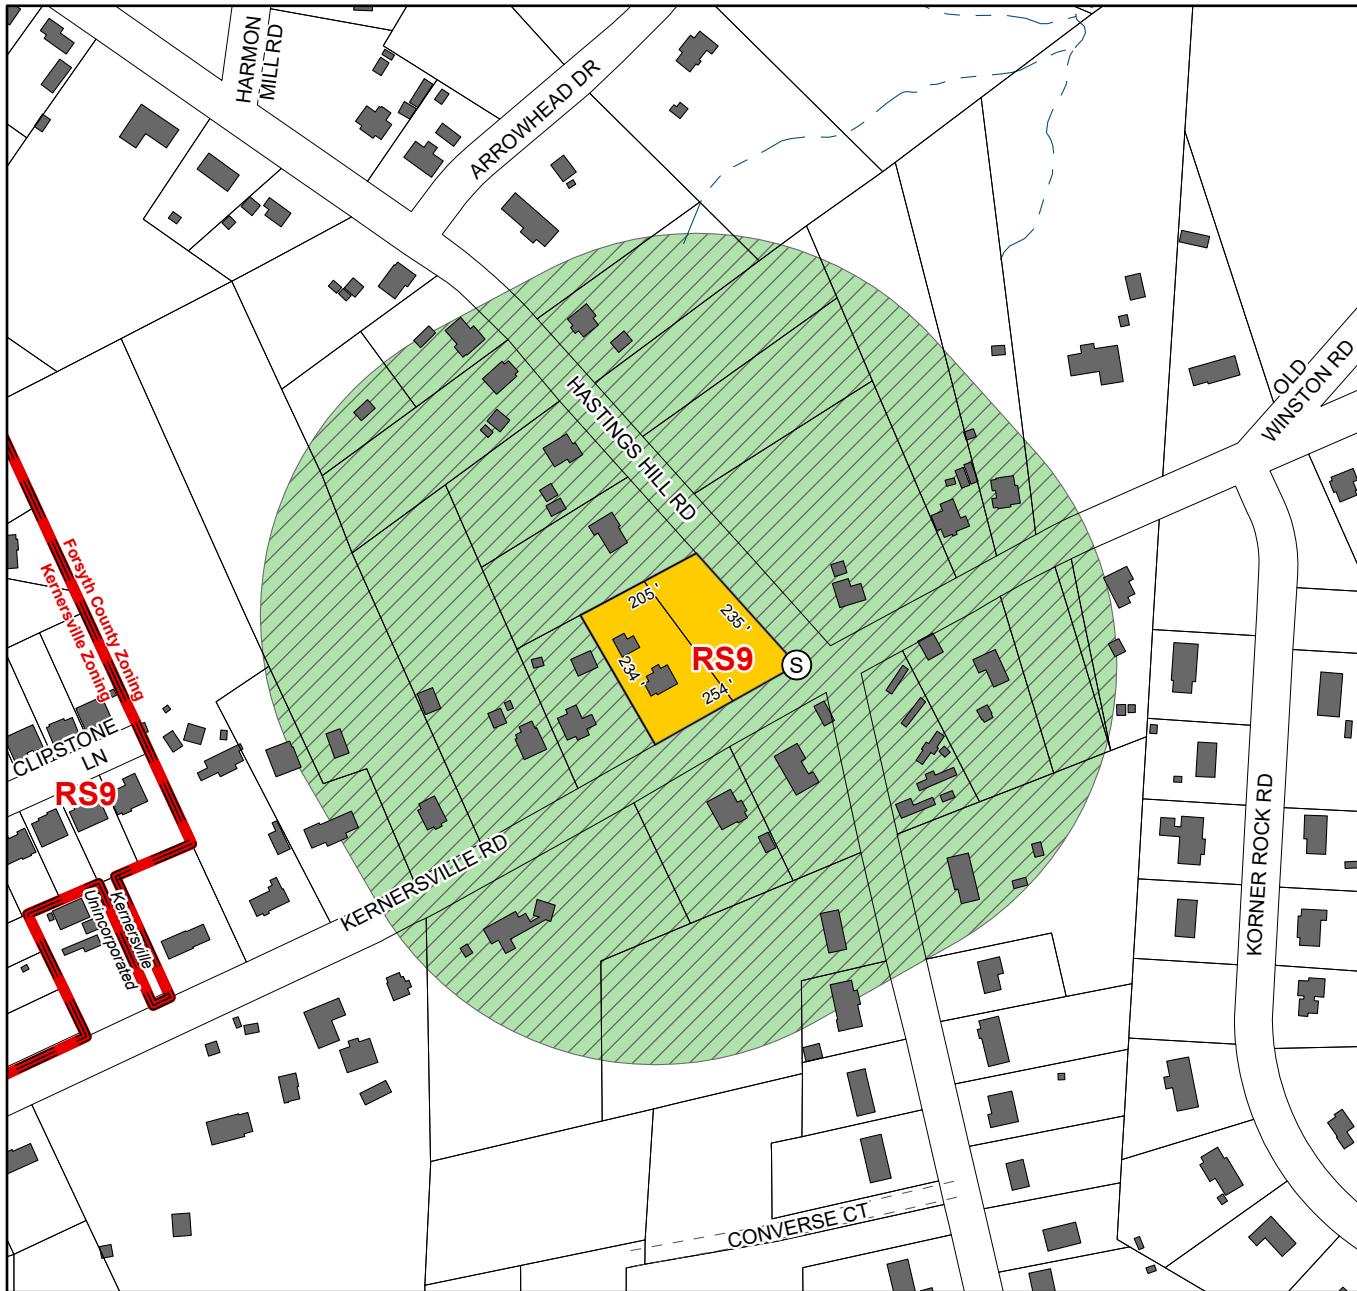 HARMON
MILL RD
ARROWHEAD DR
OLD
WINSTON RD
HASTINGS HILL RD
Forsyth County Zoning
Kernersville Zoning
205 '
235 '
RS9
S
234 '
254 '
CLIPSTONE
LN
RS9
KERNERSVILLE RD
KORNER ROCK RD
Kernersville
Unincorporated
CONVERSE CT